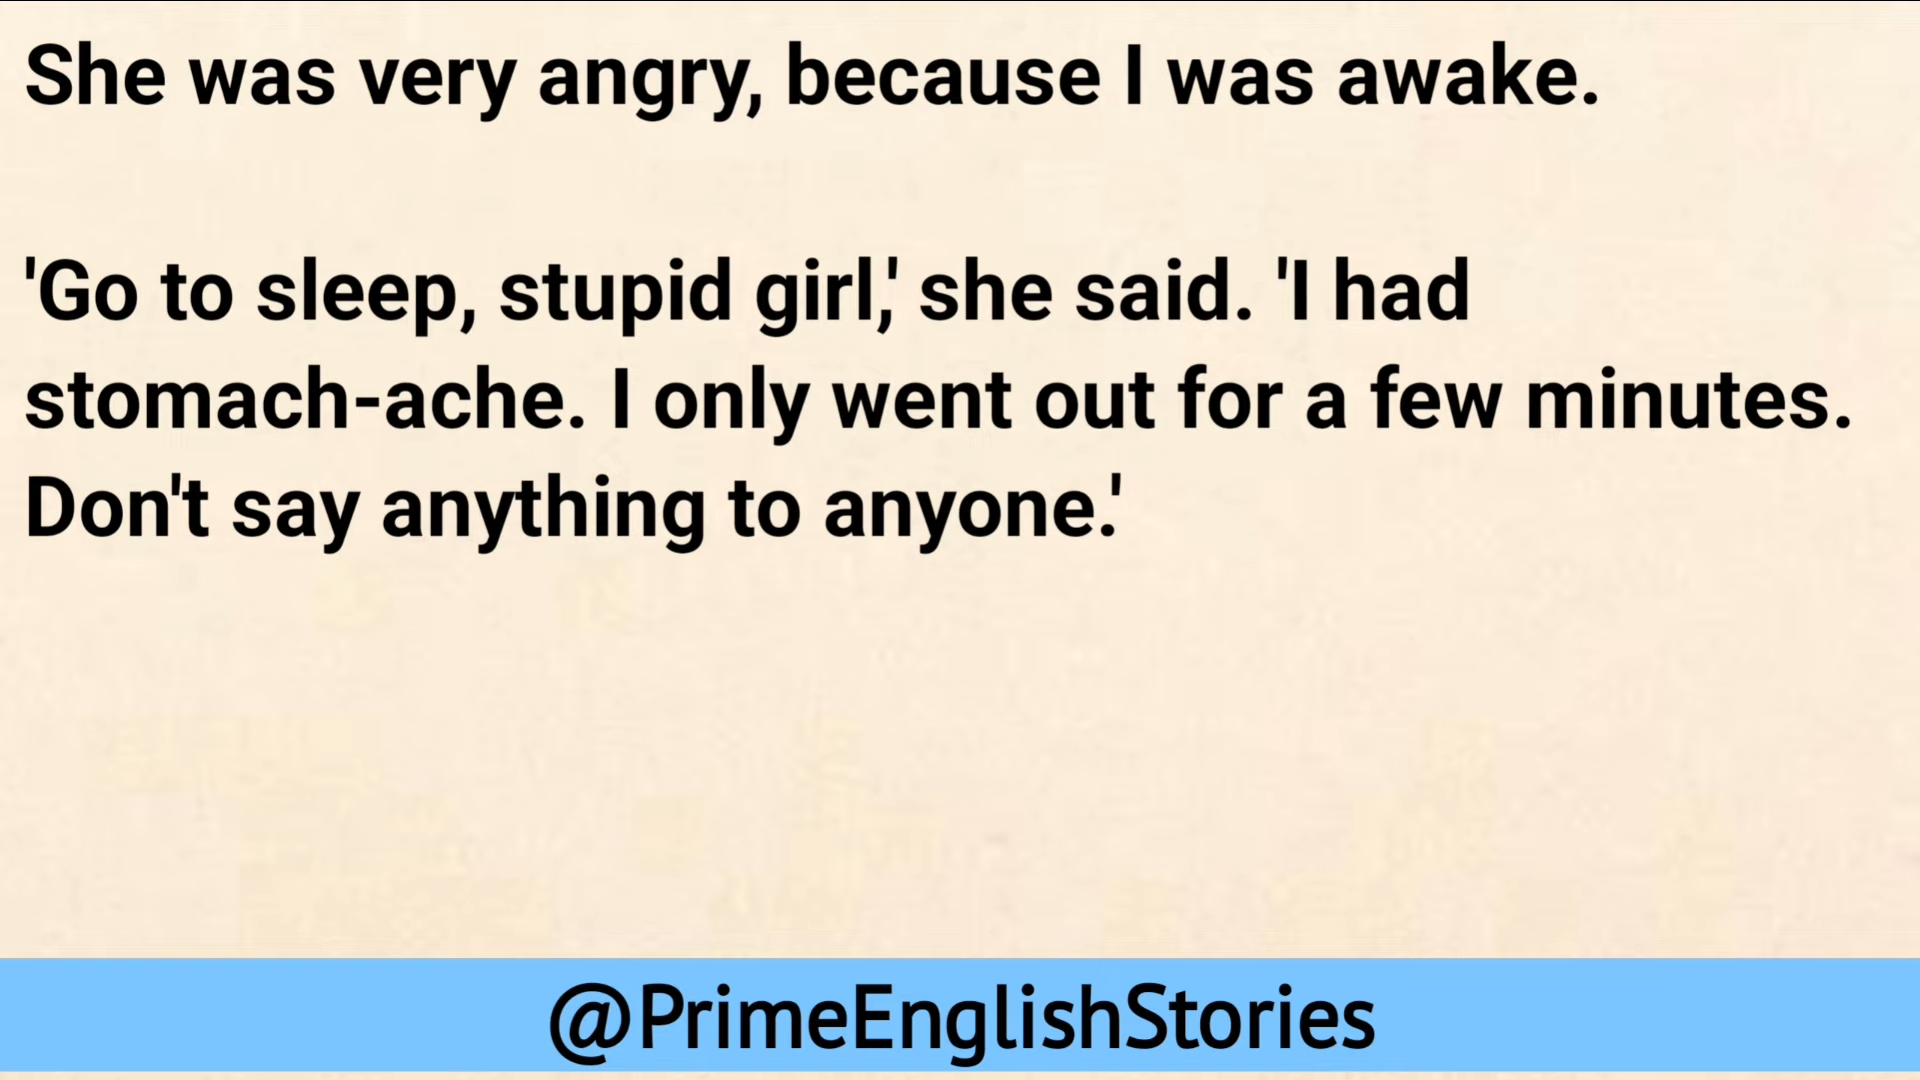 She was very angry, because I was awake.
'Go to sleep, stupid girl,' she said. 'I had
stomach-ache. I only went out for a few minutes.
Don't say anything to anyone.'
@PrimeEnglishStories